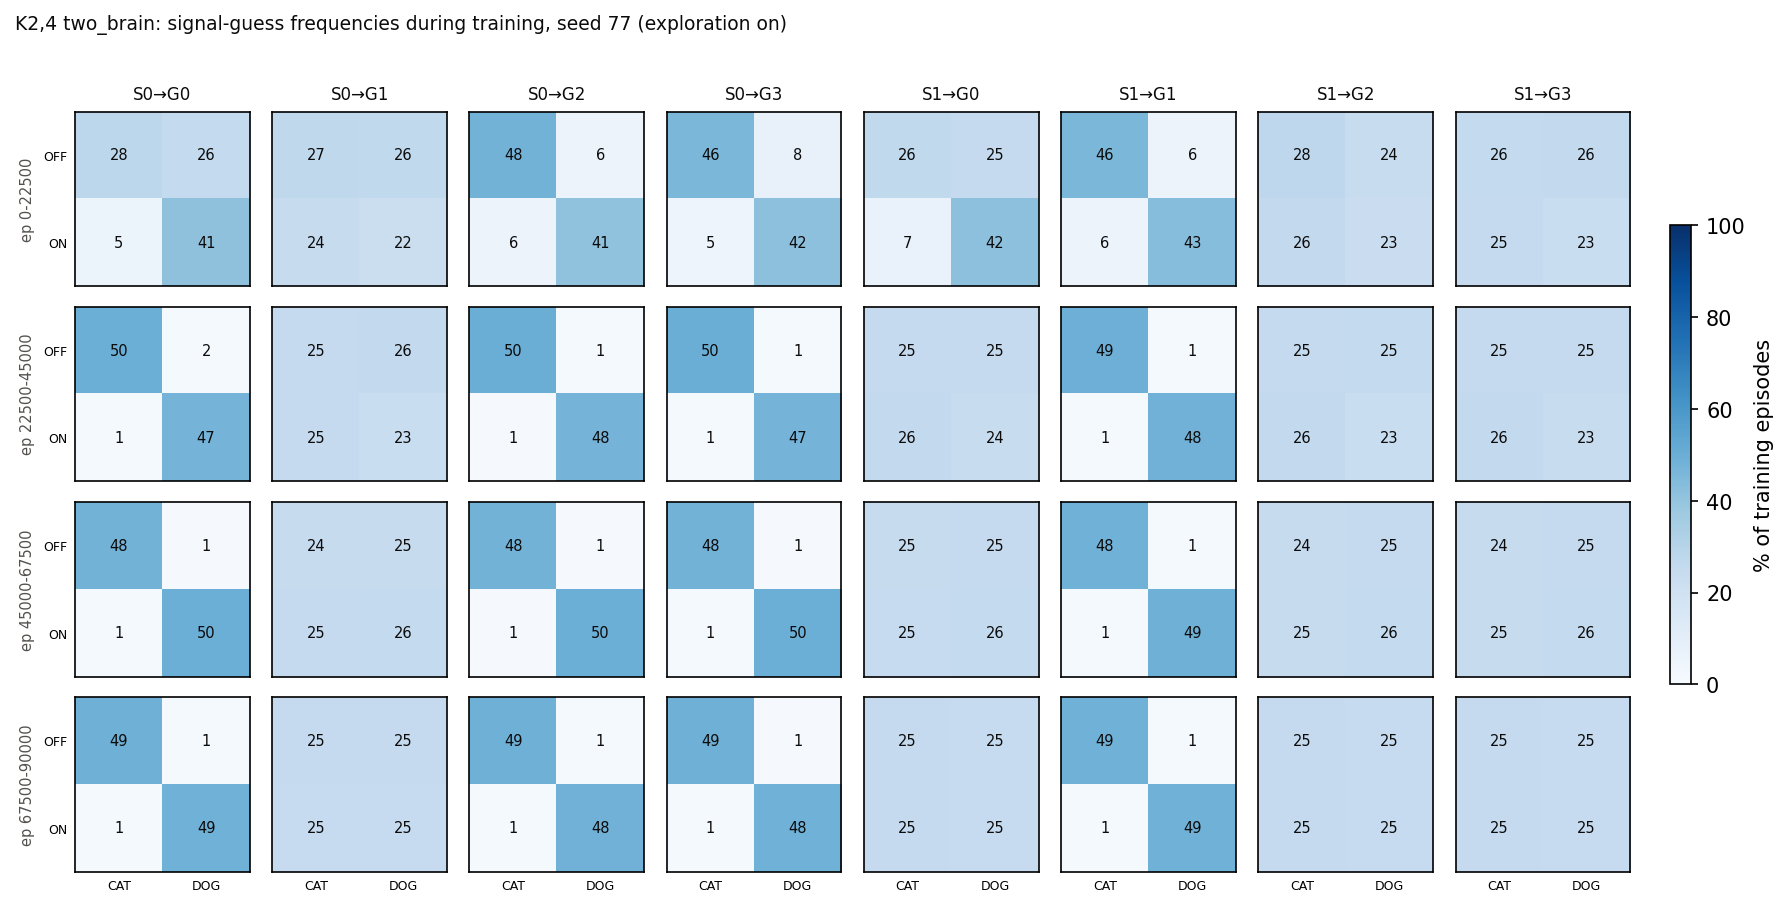 K2,4 two_brain: signal-guess frequencies during training, seed 77 (exploration on)
S0→G0 S0→G1 S0→G2 S0→G3 S1→G0 S1→G1 S1→G2 S1→G3
ep 0-22500
OFF 28 26 27 26 48 6 46 8 26 25 46 6 28 24 26 26
ON 5 41 24 22 6 41 5 42 7 42 6 43 26 23 25 23
ep 22500-45000
OFF 50 2 25 26 50 1 50 1 25 25 49 1 25 25 25 25
ON 1 47 25 23 1 48 1 47 26 24 1 48 26 23 26 23
ep 45000-67500
OFF 48 1 24 25 48 1 48 1 25 25 48 1 24 25 24 25
ON 1 50 25 26 1 50 1 50 25 26 1 49 25 26 25 26
ep 67500-90000
OFF 49 1 25 25 49 1 49 1 25 25 49 1 25 25 25 25
ON 1 49 25 25 1 48 1 48 25 25 1 49 25 25 25 25
CAT DOG CAT DOG CAT DOG CAT DOG CAT DOG CAT DOG CAT DOG CAT DOG
100
80
60
40
20
0
% of training episodes